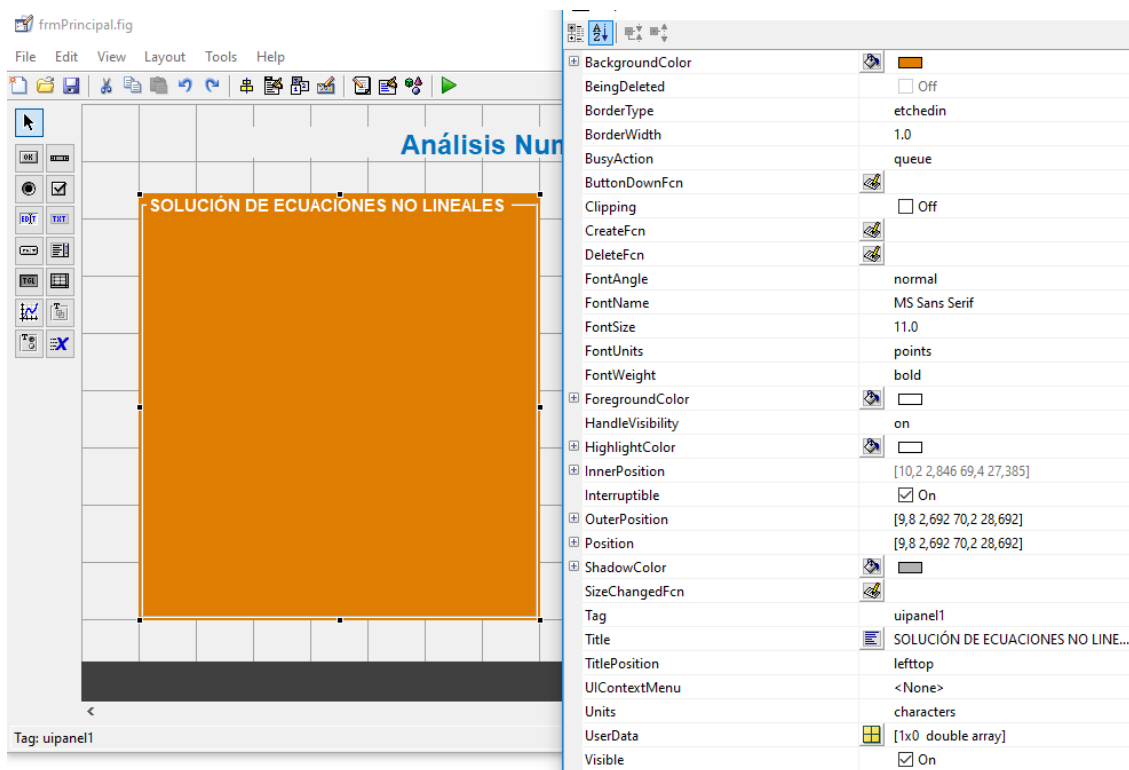 frmPrincipal.fig
File Edit View Layout Tools Help
OK
EDIT TXT
TGL
Análisis Nun
SOLUCIÓN DE ECUACIONES NO LINEALES
Tag: uipanel1
BackgroundColor
BeingDeleted Off
BorderType etchedin
BorderWidth 1.0
BusyAction queue
ButtonDownFcn
Clipping Off
CreateFcn
DeleteFcn
FontAngle normal
FontName MS Sans Serif
FontSize 11.0
FontUnits points
FontWeight bold
ForegroundColor
HandleVisibility on
HighlightColor
InnerPosition [10,2 2,846 69,4 27,385]
Interruptible On
OuterPosition [9,8 2,692 70,2 28,692]
Position [9,8 2,692 70,2 28,692]
ShadowColor
SizeChangedFcn
Tag uipanel1
Title SOLUCIÓN DE ECUACIONES NO LINE...
TitlePosition lefttop
UIContextMenu <None>
Units characters
UserData [1x0 double array]
Visible On